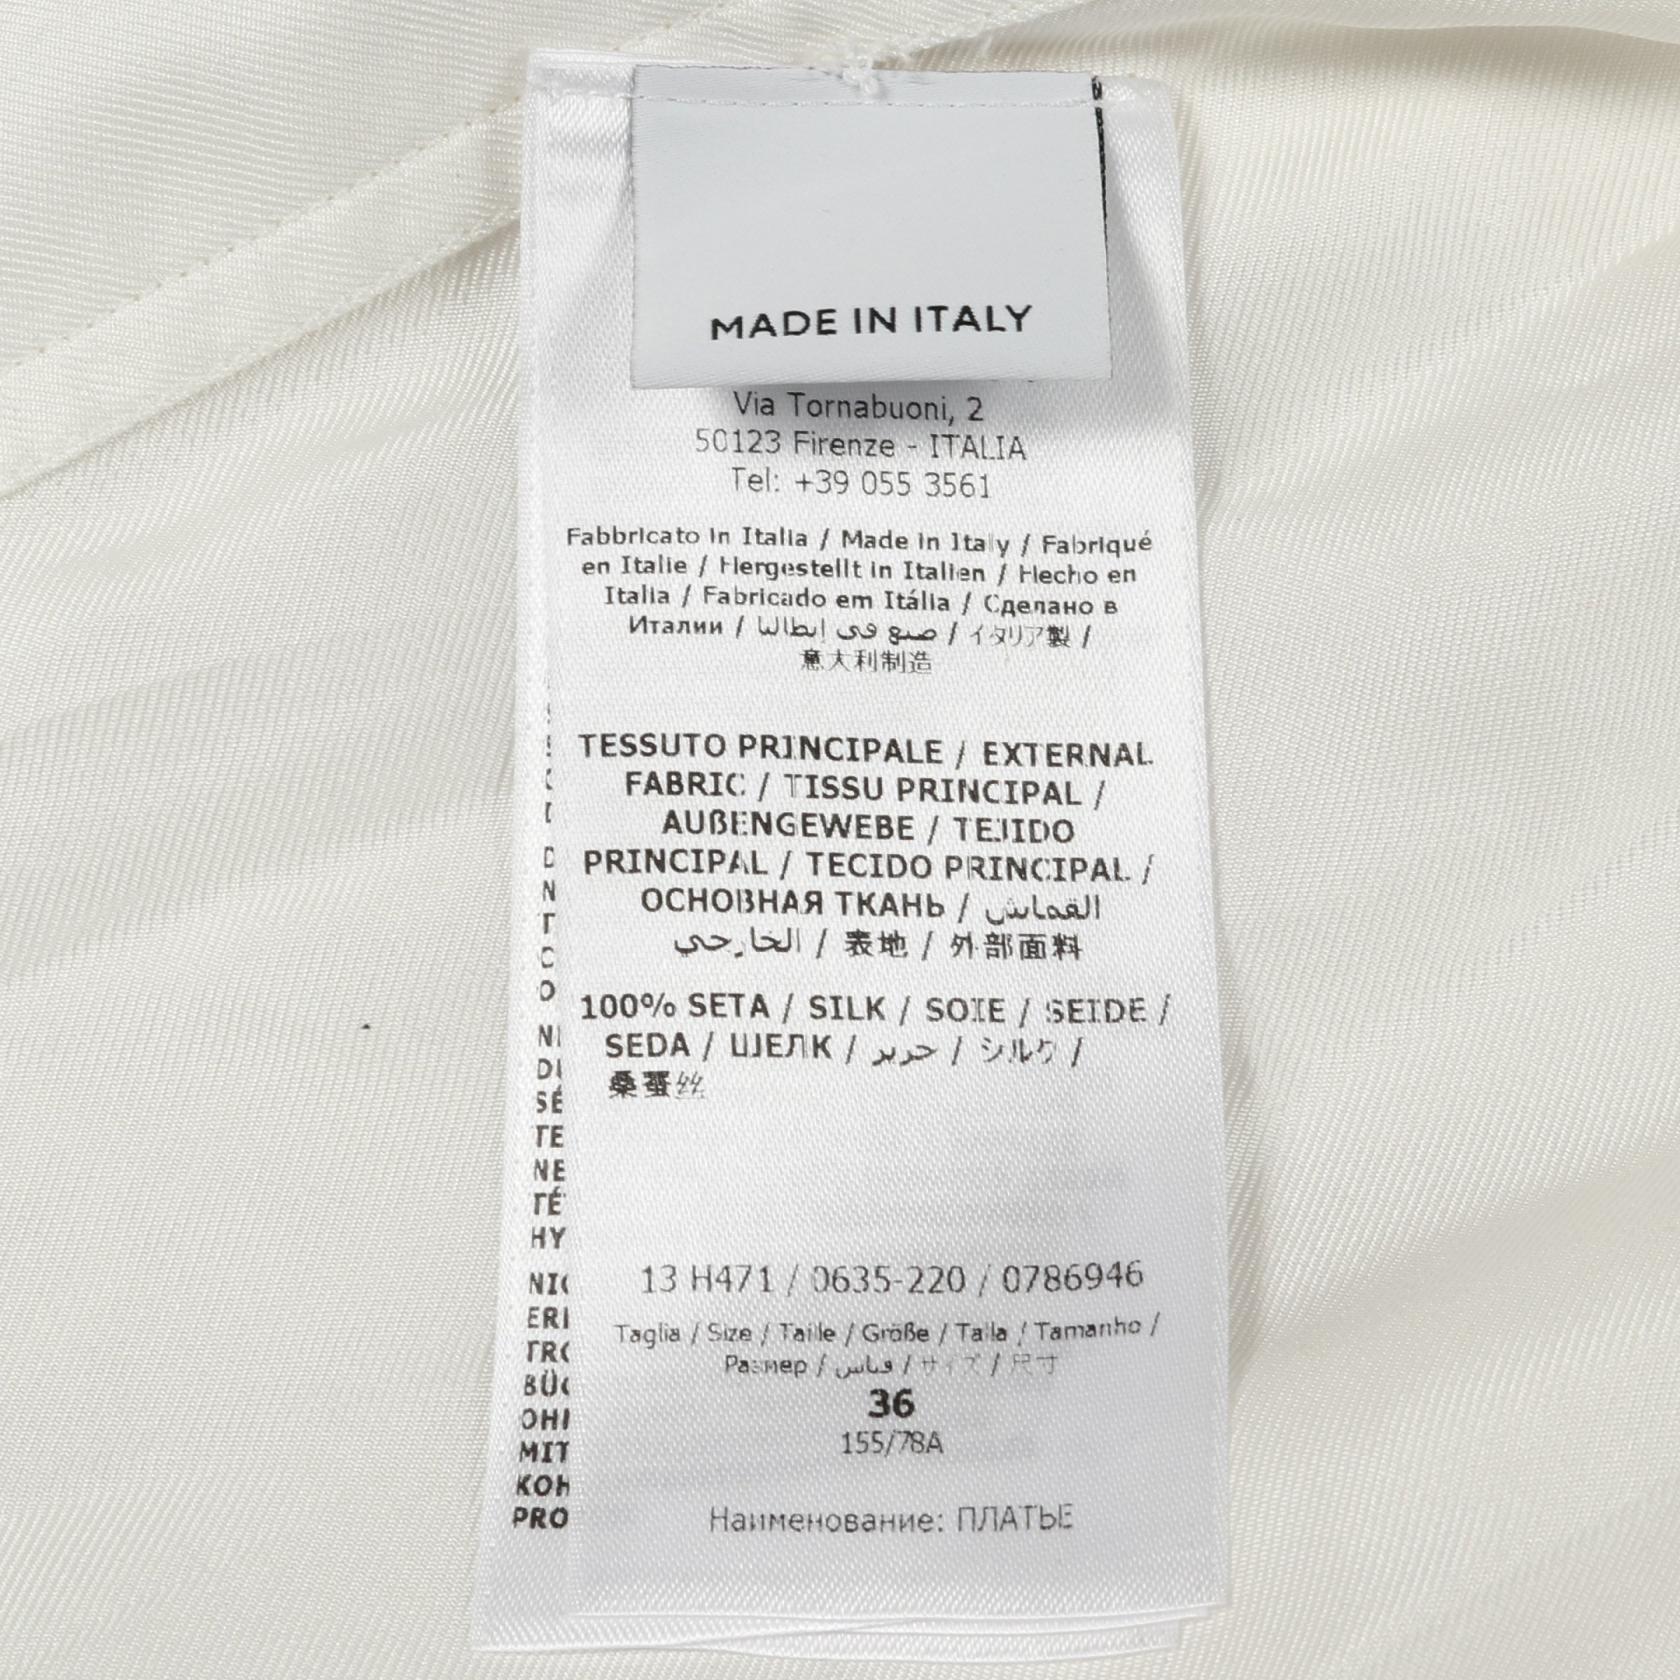 MADE IN ITALY
Via Tornabuoni, 2
50123 Firenze - ITALIA
Tel: +39 055 3561
Fabbricato in Italia / Made in Italy / Fabriqué
en Italie / Hergestellt in Italien / Hecho en
Italia / Fabricado em Itália / Сделано в
Италии / صنع في إيطاليا / イタリア製 /
意大利制造
TESSUTO PRINCIPALE / EXTERNAL
FABRIC / TISSU PRINCIPAL /
AUßENGEWEBE / TEJIDO
PRINCIPAL / TECIDO PRINCIPAL /
ОСНОВНАЯ ТКАНЬ / القماش
الخارجي / 表地 / 外部面料
100% SETA / SILK / SOIE / SEIDE /
SEDA / ШЕЛК / حرير / シルク /
桑蚕丝
13 H471 / 0635-220 / 0786946
Taglia / Size / Taille / Größe / Talla / Tamanho /
Размер / قياس / サイズ / 尺寸
36
155/78A
Наименование: ПЛАТЬЕ